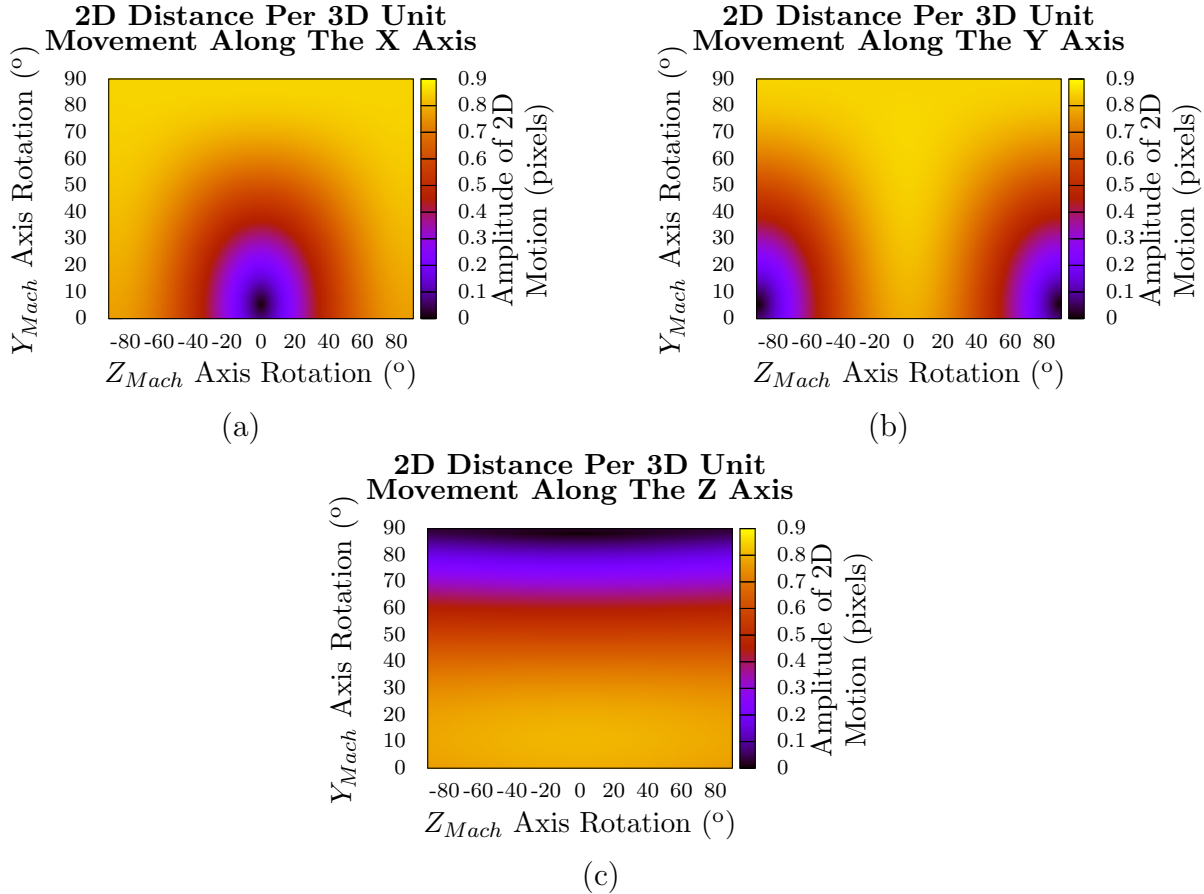 2D Distance Per 3D Unit
Movement Along The X Axis
Y_Mach Axis Rotation (°)
90
80
70
60
50
40
30
20
10
0
-80 -60 -40 -20 0 20 40 60 80
Z_Mach Axis Rotation (°)
0.9
0.8
0.7
0.6
0.5
0.4
0.3
0.2
0.1
0
Amplitude of 2D
Motion (pixels)
(a)
2D Distance Per 3D Unit
Movement Along The Y Axis
Y_Mach Axis Rotation (°)
90
80
70
60
50
40
30
20
10
0
-80 -60 -40 -20 0 20 40 60 80
Z_Mach Axis Rotation (°)
0.9
0.8
0.7
0.6
0.5
0.4
0.3
0.2
0.1
0
Amplitude of 2D
Motion (pixels)
(b)
2D Distance Per 3D Unit
Movement Along The Z Axis
Y_Mach Axis Rotation (°)
90
80
70
60
50
40
30
20
10
0
-80 -60 -40 -20 0 20 40 60 80
Z_Mach Axis Rotation (°)
0.9
0.8
0.7
0.6
0.5
0.4
0.3
0.2
0.1
0
Amplitude of 2D
Motion (pixels)
(c)